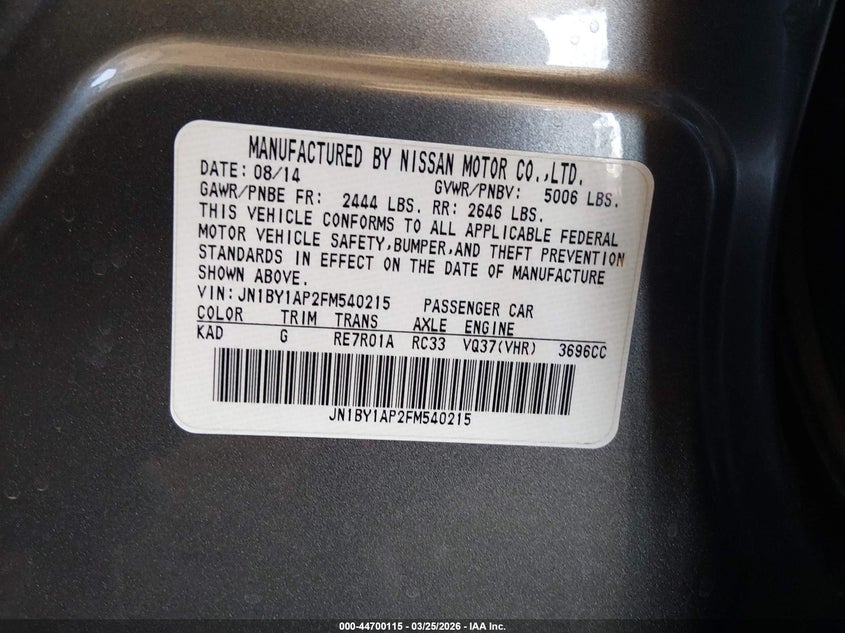 MANUFACTURED BY NISSAN MOTOR CO.,LTD.
DATE: 08/14 GVWR/PNBV: 5006 LBS.
GAWR/PNBE FR: 2444 LBS. RR: 2646 LBS.
THIS VEHICLE CONFORMS TO ALL APPLICABLE FEDERAL
MOTOR VEHICLE SAFETY,BUMPER,AND THEFT PREVENTION
STANDARDS IN EFFECT ON THE DATE OF MANUFACTURE
SHOWN ABOVE.
VIN:JN1BY1AP2FM540215 PASSENGER CAR
COLOR TRIM TRANS AXLE ENGINE
KAD G RE7R01A RC33 VQ37(VHR) 3696CC
JN1BY1AP2FM540215
000-44700115 - 03/25/2026 - IAA Inc.